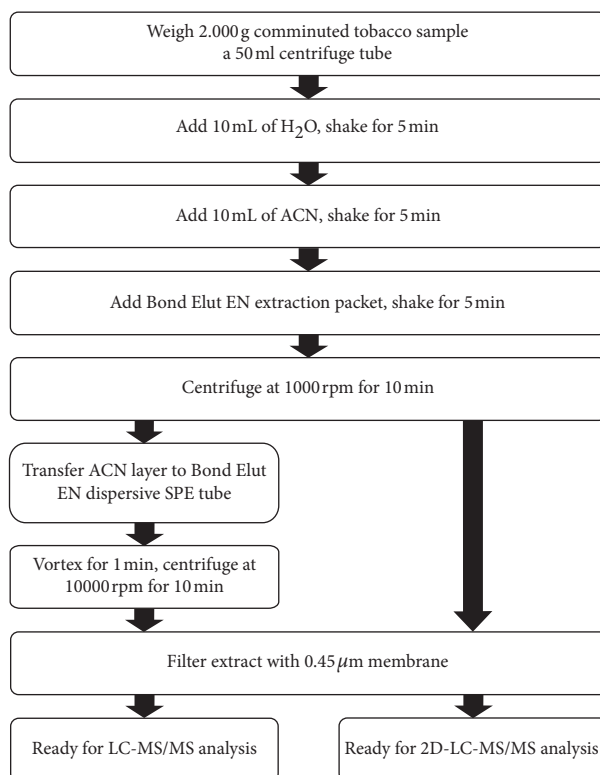 Weigh 2.000 g comminuted tobacco sample
a 50 ml centrifuge tube
Add 10 mL of H₂O, shake for 5 min
Add 10 mL of ACN, shake for 5 min
Add Bond Elut EN extraction packet, shake for 5 min
Centrifuge at 1000 rpm for 10 min
Transfer ACN layer to Bond Elut
EN dispersive SPE tube
Vortex for 1 min, centrifuge at
10000 rpm for 10 min
Filter extract with 0.45 μm membrane
Ready for LC-MS/MS analysis
Ready for 2D-LC-MS/MS analysis